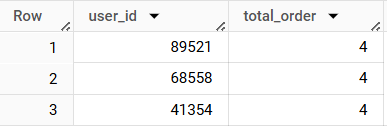 Row user_id total_order
1 89521 4
2 68558 4
3 41354 4